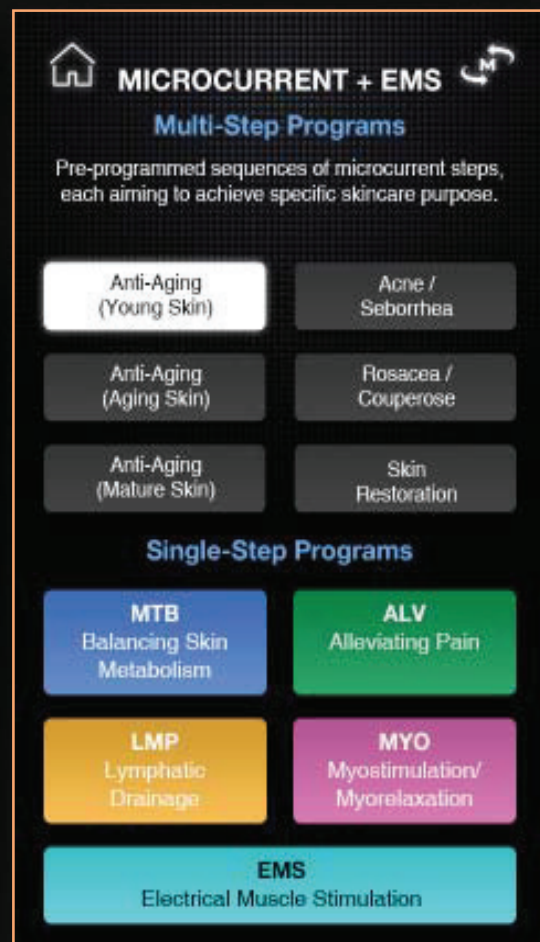 MICROCURRENT + EMS
M
Multi-Step Programs
Pre-programmed sequences of microcurrent steps,
each aiming to achieve specific skincare purpose.
Anti-Aging
(Young Skin)
Acne /
Seborrhea
Anti-Aging
(Aging Skin)
Rosacea /
Couperose
Anti-Aging
(Mature Skin)
Skin
Restoration
Single-Step Programs
MTB
Balancing Skin
Metabolism
ALV
Alleviating Pain
LMP
Lymphatic
Drainage
MYO
Myostimulation/
Myorelaxation
EMS
Electrical Muscle Stimulation